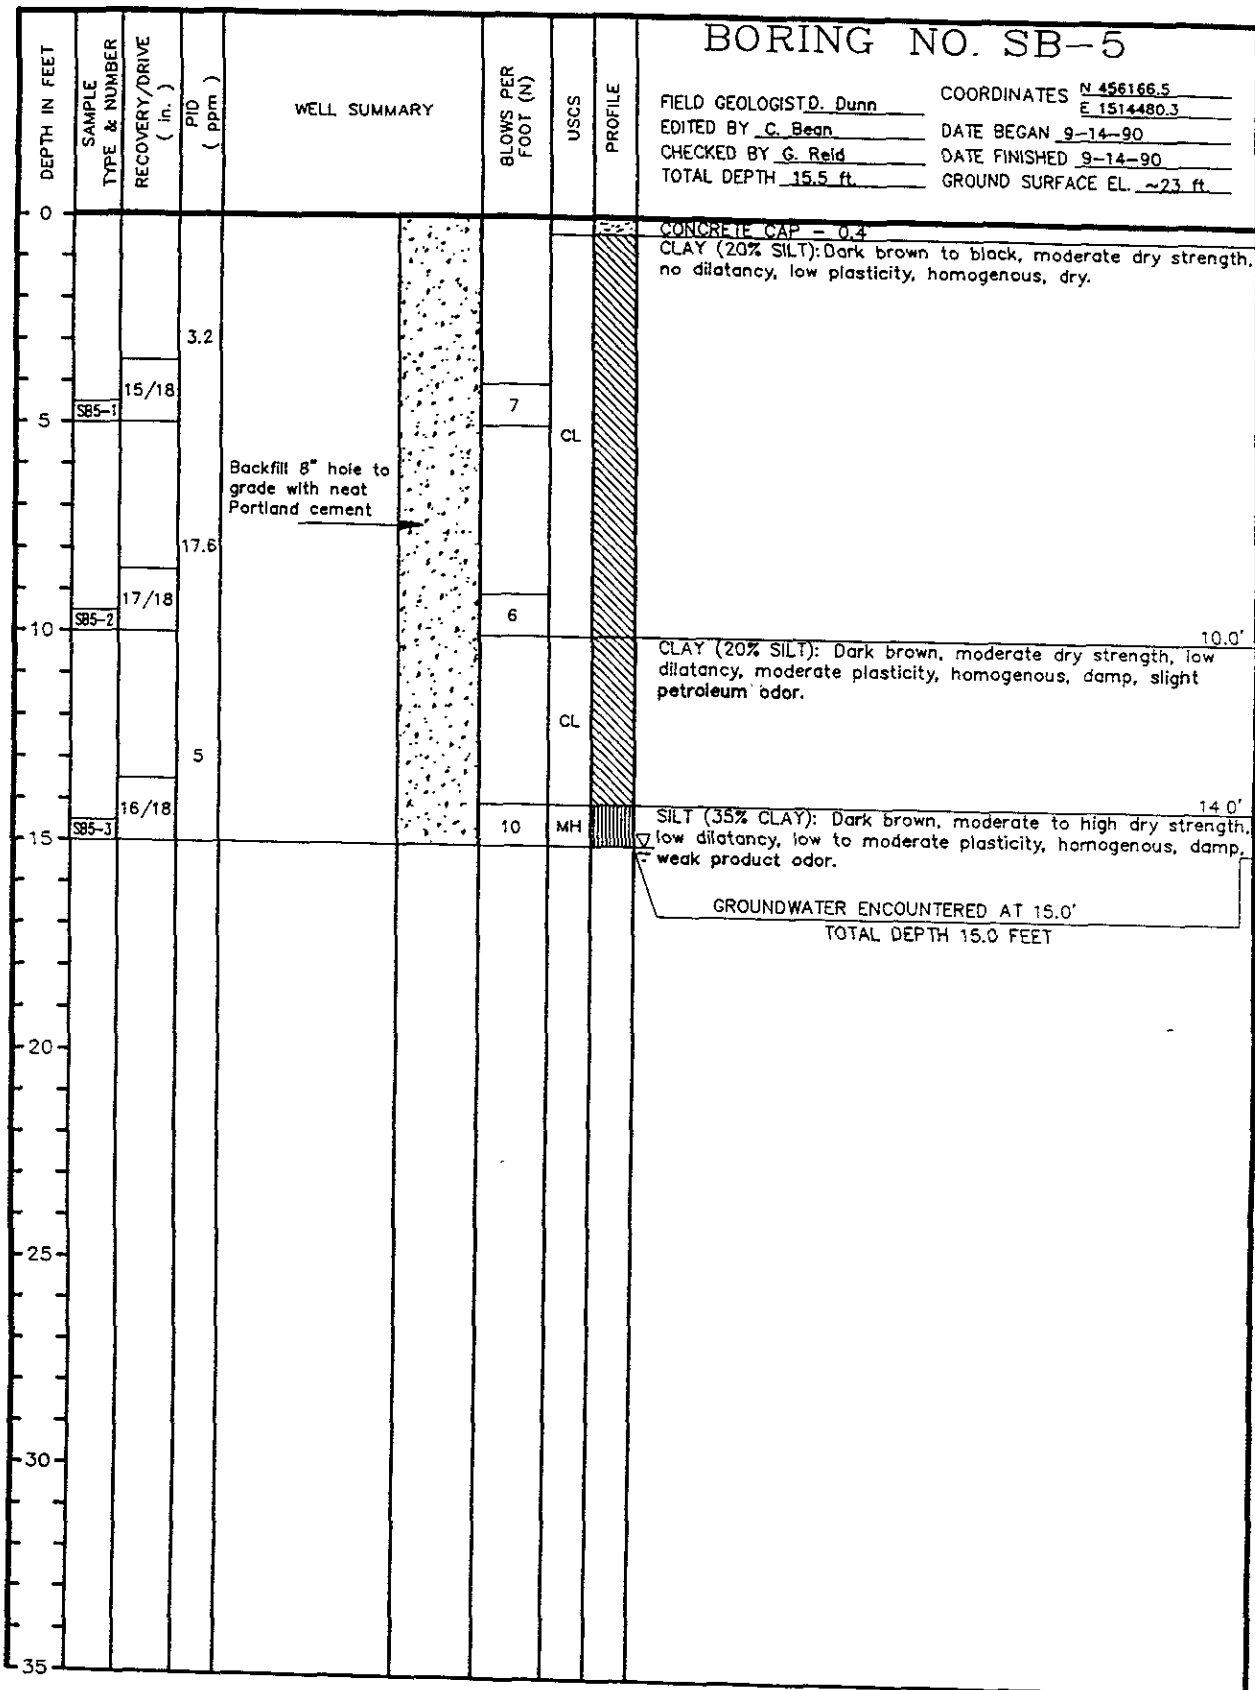 BORING NO. SB-5
FIELD GEOLOGIST D. Dunn
EDITED BY C. Bean
CHECKED BY G. Reid
TOTAL DEPTH 15.5 ft.
COORDINATES N 456166.5
E 1514480.3
DATE BEGAN 9-14-90
DATE FINISHED 9-14-90
GROUND SURFACE EL. ~23 ft.
DEPTH IN FEET
SAMPLE
TYPE & NUMBER
RECOVERY/DRIVE
( in. )
PID
( ppm )
WELL SUMMARY
BLOWS PER
FOOT (N)
USCS
PROFILE
0
CONCRETE CAP - 0.4
CLAY (20% SILT): Dark brown to black, moderate dry strength,
no dilatancy, low plasticity, homogenous, dry.
3.2
15/18
SB5-1
7
5
CL
Backfill 8" hole to
grade with neat
Portland cement
17.6
17/18
SB5-2
6
10
10.0'
CLAY (20% SILT): Dark brown, moderate dry strength, low
dilatancy, moderate plasticity, homogenous, damp, slight
petroleum odor.
CL
5
16/18
14.0'
SB5-3
10
MH
SILT (35% CLAY): Dark brown, moderate to high dry strength,
low dilatancy, low to moderate plasticity, homogenous, damp,
weak product odor.
15
GROUNDWATER ENCOUNTERED AT 15.0'
TOTAL DEPTH 15.0 FEET
20
25
30
35